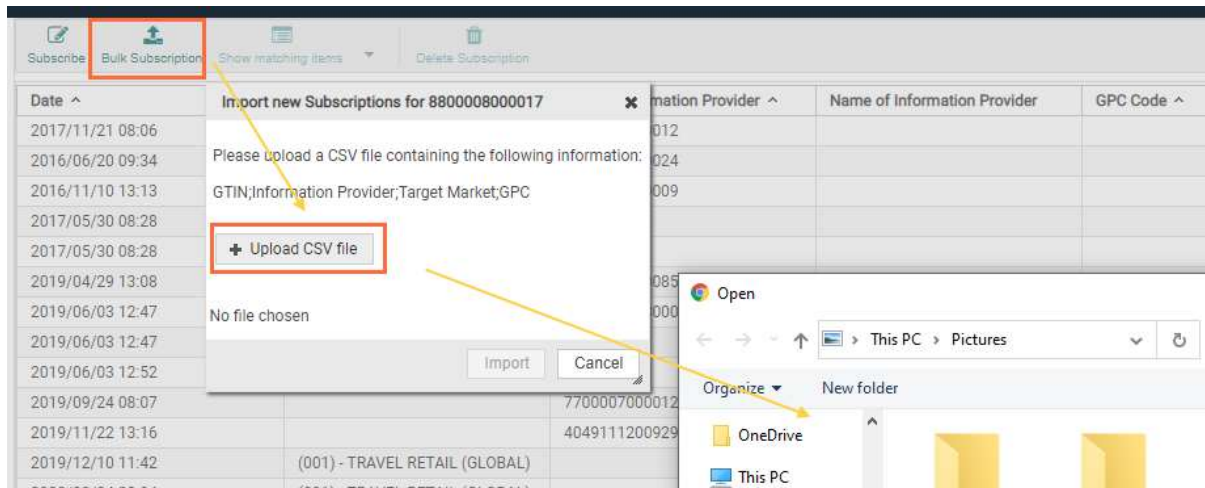 Subscribe Bulk Subscription Show matching items Delete Subscription
Date Import new Subscriptions for 8800008000017 mation Provider Name of Information Provider GPC Code
2017/11/21 08:06 012
2016/06/20 09:34 Please upload a CSV file containing the following information: 024
2016/11/10 13:13 GTIN;Information Provider;Target Market;GPC 009
2017/05/30 08:28
2017/05/30 08:28 + Upload CSV file
2019/04/29 13:08 085
Open
2019/06/03 12:47 No file chosen 000
2019/06/03 12:47 This PC > Pictures
2019/06/03 12:52 Import Cancel
Organize New folder
2019/09/24 08:07 7700007000012
2019/11/22 13:16 4049111200929 OneDrive
2019/12/10 11:42 (001) - TRAVEL RETAIL (GLOBAL)
This PC